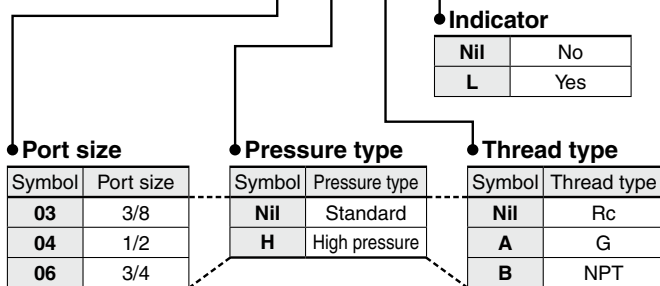 Indicator
Nil No
L Yes
Port size
Symbol Port size
03 3/8
04 1/2
06 3/4
Pressure type
Symbol Pressure type
Nil Standard
H High pressure
Thread type
Symbol Thread type
Nil Rc
A G
B NPT